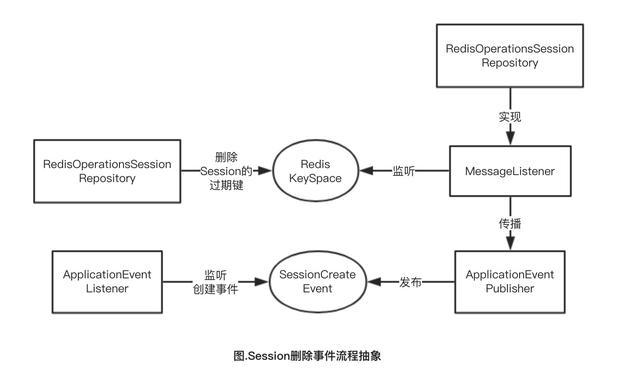 RedisOperationsSession
Repository
实现
RedisOperationsSession
Repository
删除
Session的
过期键
Redis
KeySpace
监听
MessageListener
传播
ApplicationEvent
Listener
监听
创建事件
SessionCreate
Event
发布
ApplicationEvent
Publisher
图.Session删除事件流程抽象